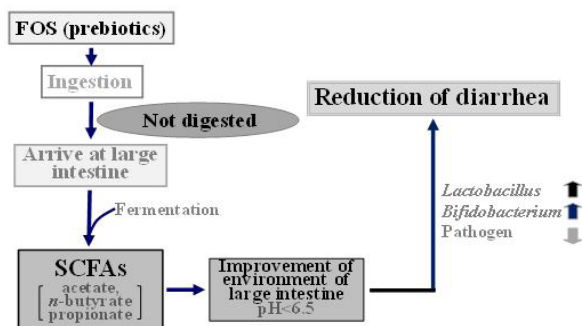 FOS (prebiotics)
Ingestion
Not digested
Arrive at large
intestine
Fermentation
SCFAs
acetate,
n-butyrate
propionate
Improvement of
environment of
large intestine
pH<6.5
Reduction of diarrhea
Lactobacillus
Bifidobacterium
Pathogen